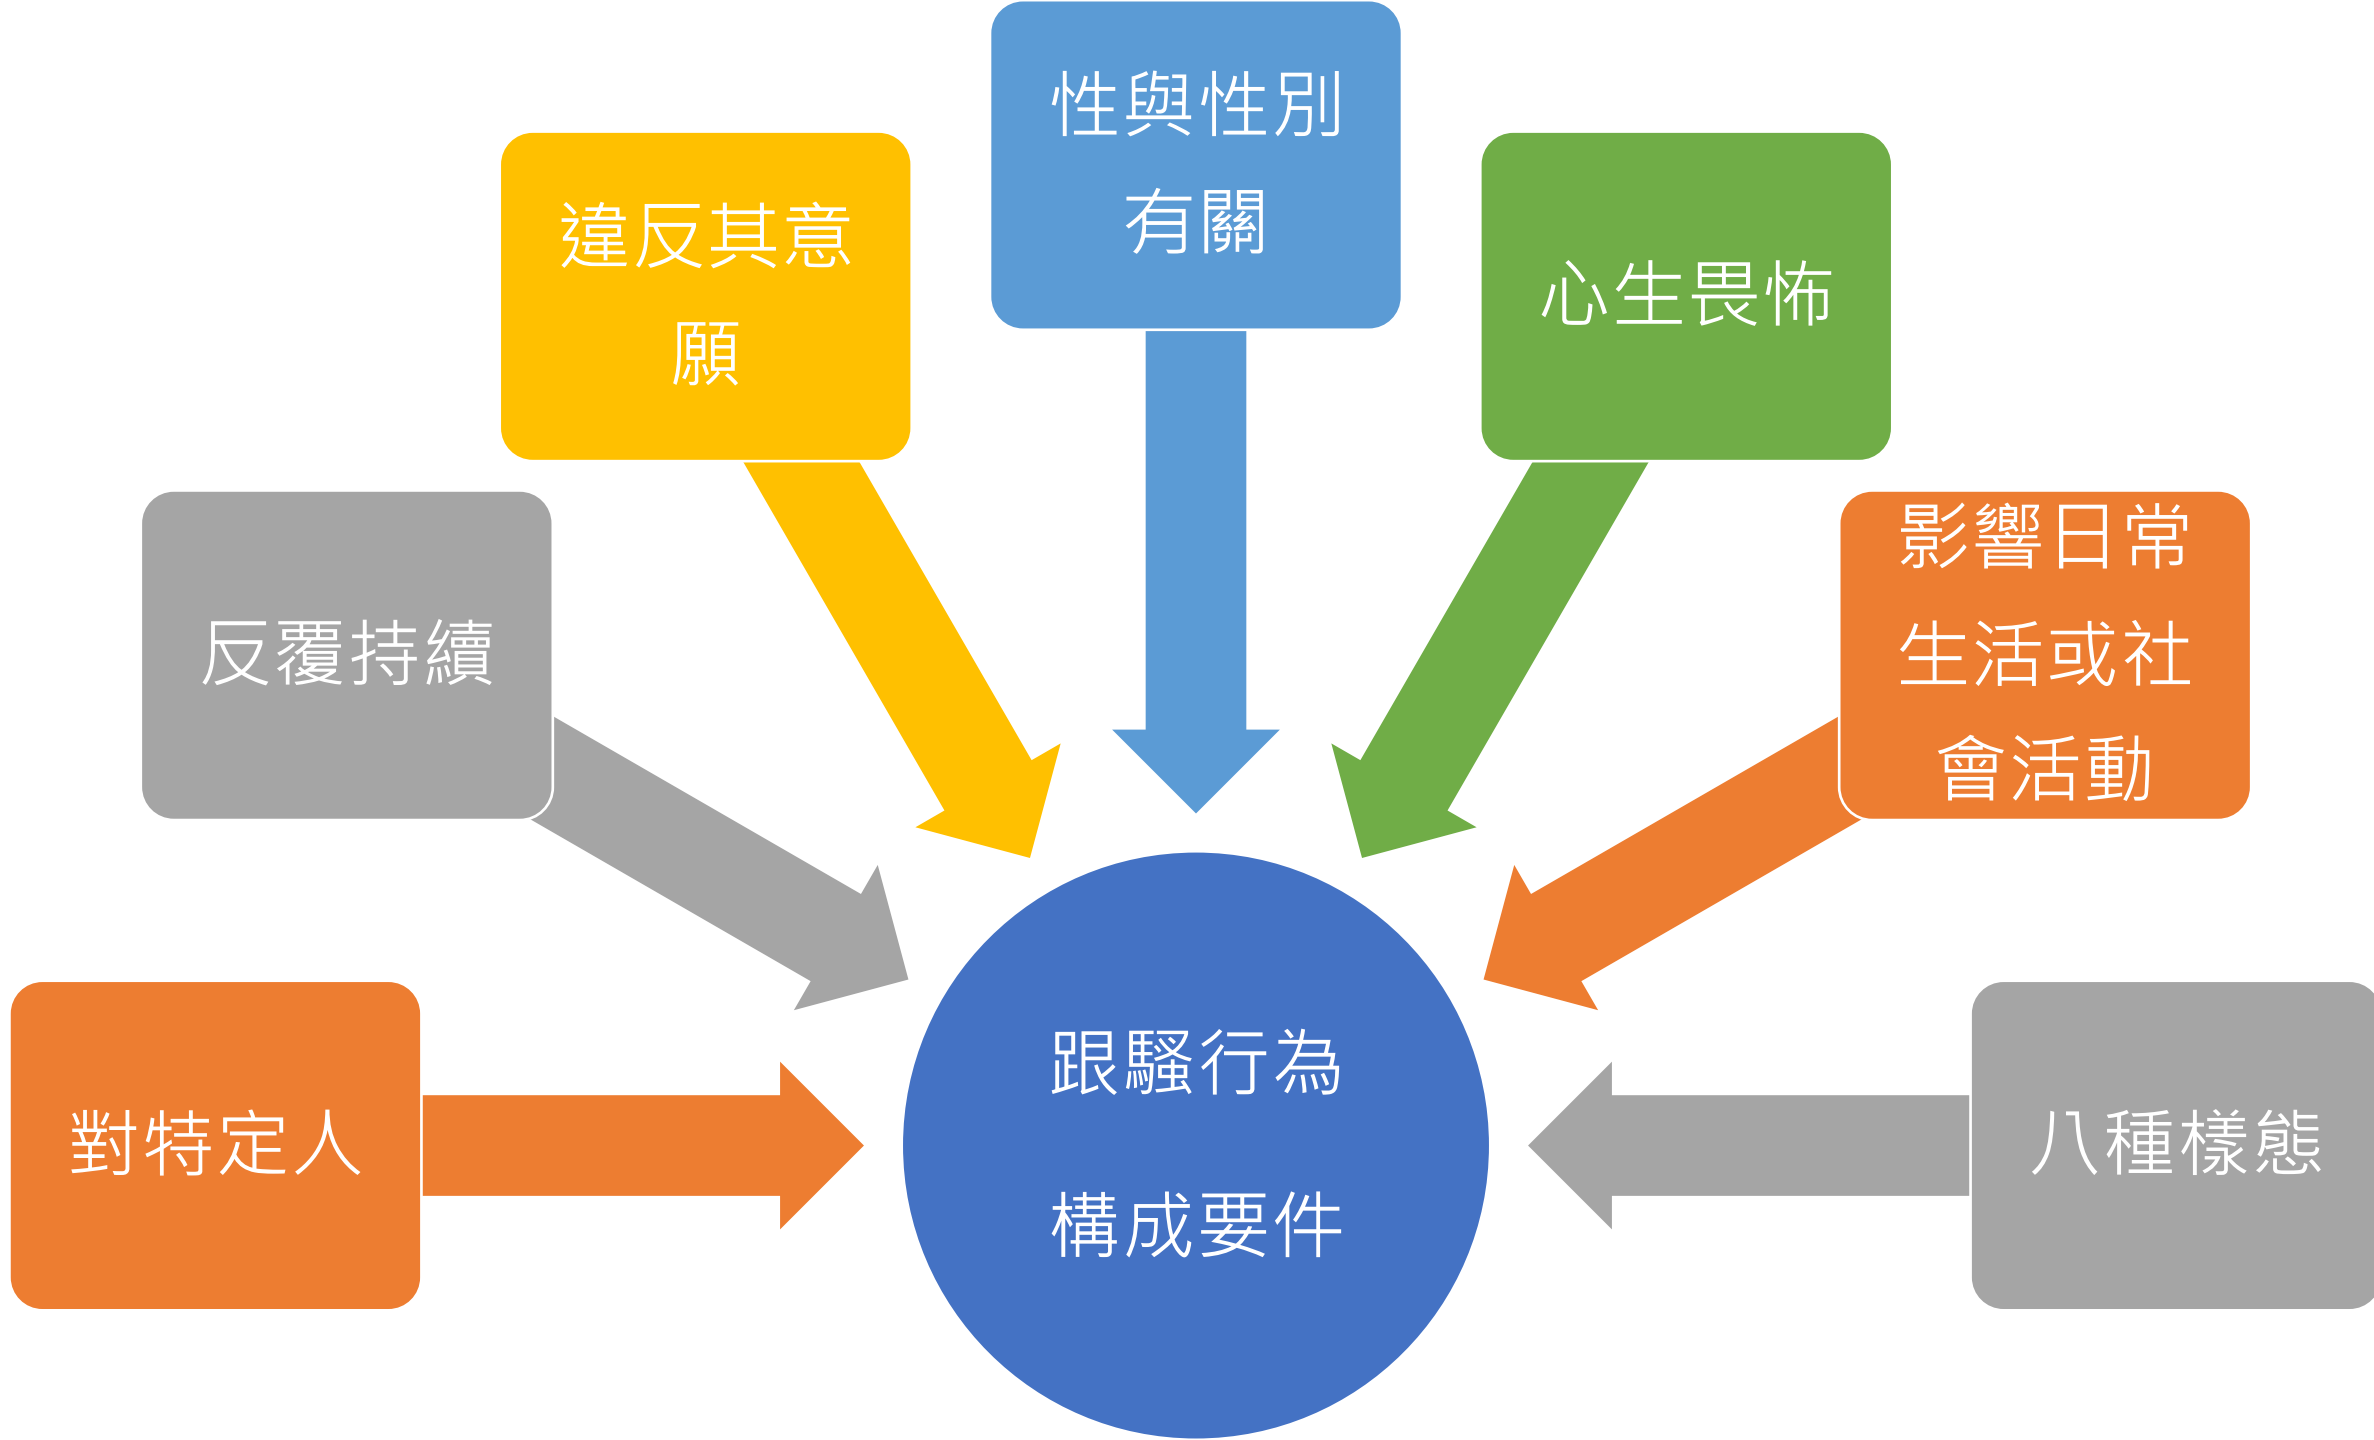 性與性別
有關
違反其意
願
心生畏怖
反覆持續
影響日常
生活或社
會活動
對特定人
跟騷行為
構成要件
八種樣態